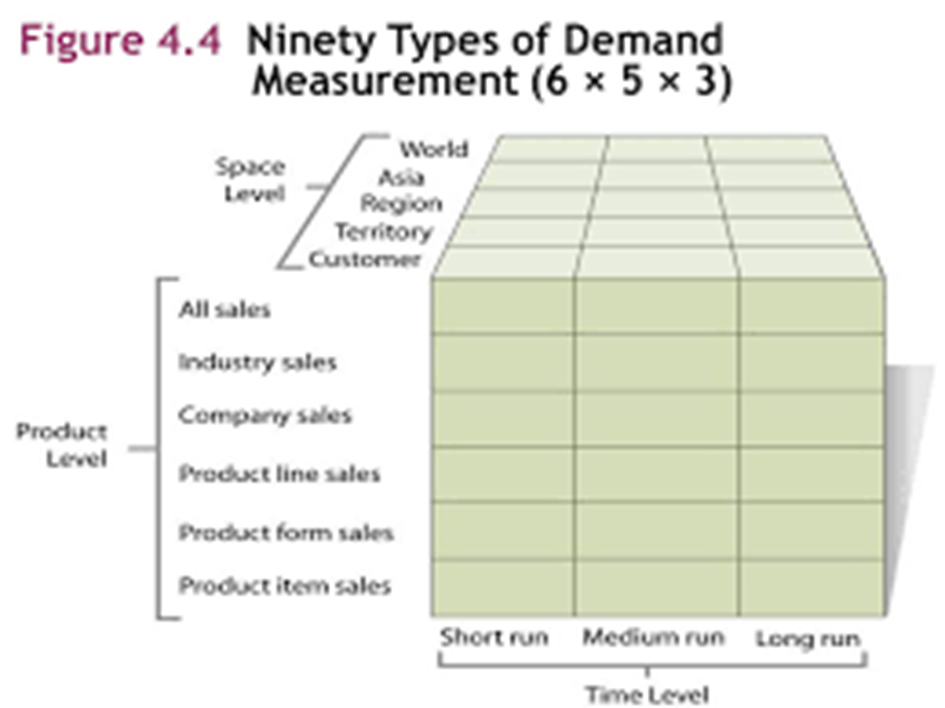 Figure 4.4 Ninety Types of Demand
Measurement (6 × 5 × 3)
Space
Level
World
Asia
Region
Territory
Customer
Product
Level
All sales
Industry sales
Company sales
Product line sales
Product form sales
Product item sales
Short run Medium run Long run
Time Level